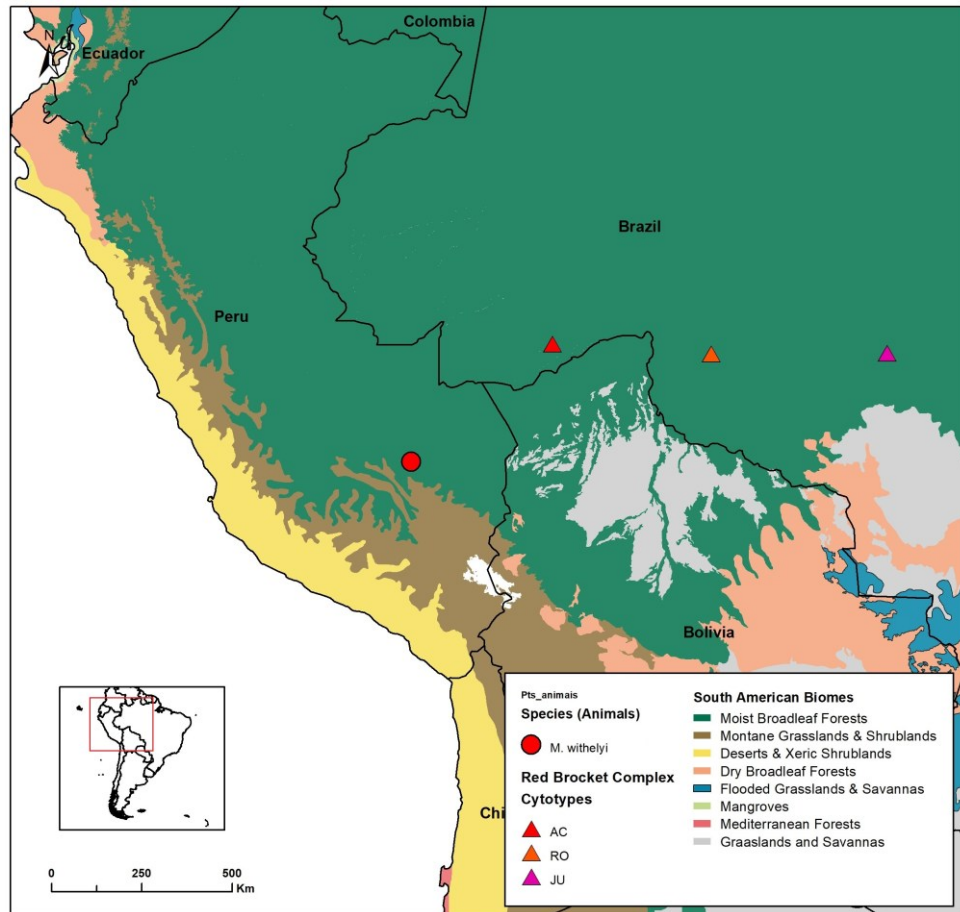 Colombia
N
Ecuador
Brazil
Peru
Bolivia
Chi
Pts_animais
Species (Animals)
M. withelyi
Red Brocket Complex
Cytotypes
AC
RO
JU
South American Biomes
Moist Broadleaf Forests
Montane Grasslands & Shrublands
Deserts & Xeric Shrublands
Dry Broadleaf Forests
Flooded Grasslands & Savannas
Mangroves
Mediterranean Forests
Graaslands and Savannas
0 250 500
Km